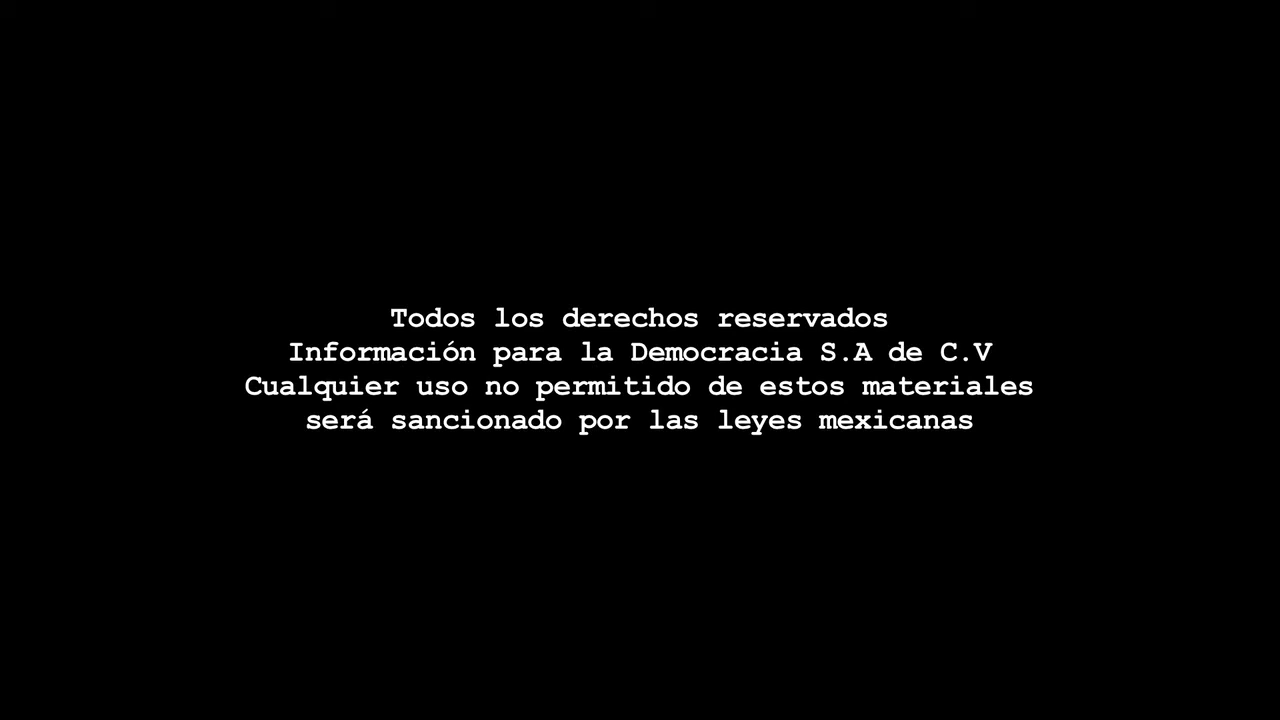 Todos los derechos reservados
Información para la Democracia S.A de C.V
Cualquier uso no permitido de estos materiales
será sancionado por las leyes mexicanas